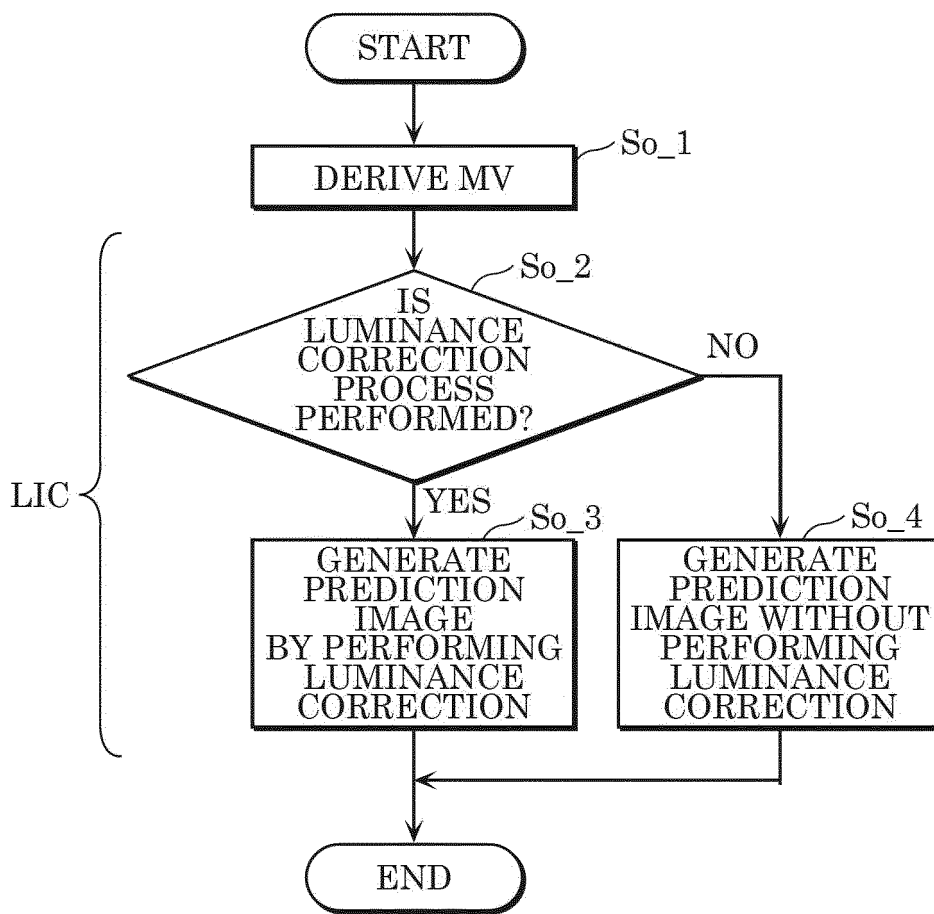 START
So_1
DERIVE MV
So_2
IS
LUMINANCE
CORRECTION
PROCESS
PERFORMED?
NO
LIC
YES
So_3
GENERATE
PREDICTION
IMAGE
BY PERFORMING
LUMINANCE
CORRECTION
So_4
GENERATE
PREDICTION
IMAGE WITHOUT
PERFORMING
LUMINANCE
CORRECTION
END